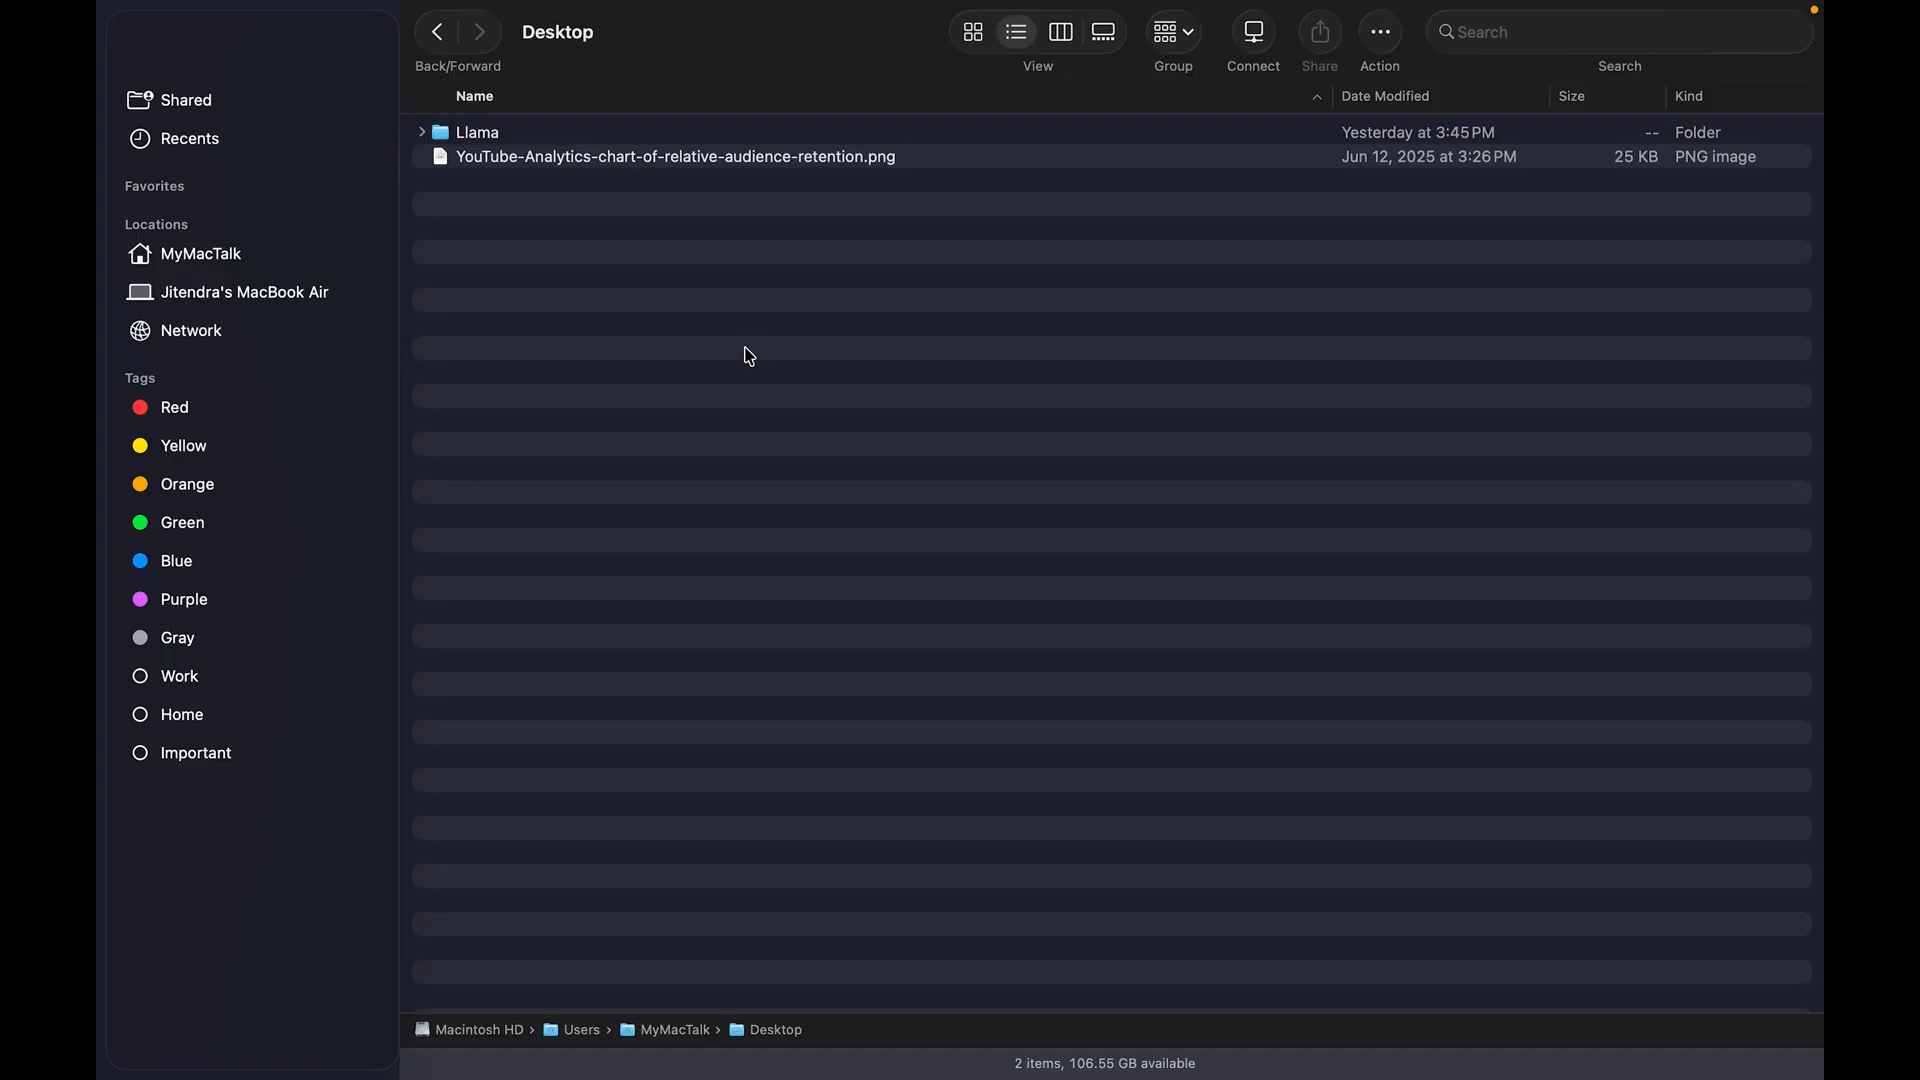 Desktop
Back/Forward
View
Group
Connect
Share
Action
Search
Search
Shared
Recents
Favorites
Locations
MyMacTalk
Jitendra's MacBook Air
Network
Tags
Red
Yellow
Orange
Green
Blue
Purple
Gray
Work
Home
Important
Name Date Modified Size Kind
Llama Yesterday at 3:45 PM -- Folder
YouTube-Analytics-chart-of-relative-audience-retention.png Jun 12, 2025 at 3:26 PM 25 KB PNG image
Macintosh HD › Users › MyMacTalk › Desktop
2 items, 106.55 GB available